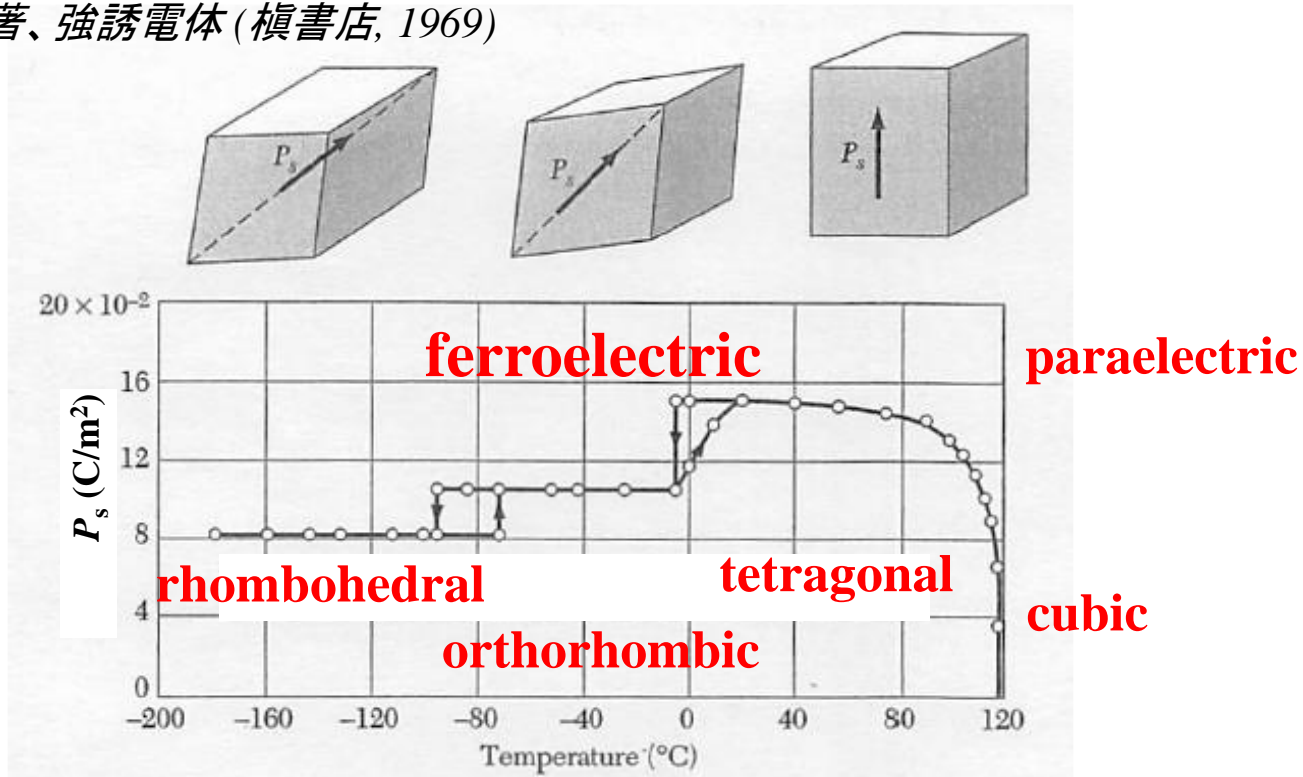 著、強誘電体 (槇書店, 1969)
Ps
Ps
Ps
20 × 10–2
ferroelectric
paraelectric
16
12
Ps (C/m2)
8
rhombohedral
tetragonal
4
cubic
orthorhombic
0
–200 –160 –120 –80 –40 0 40 80 120
Temperature (°C)